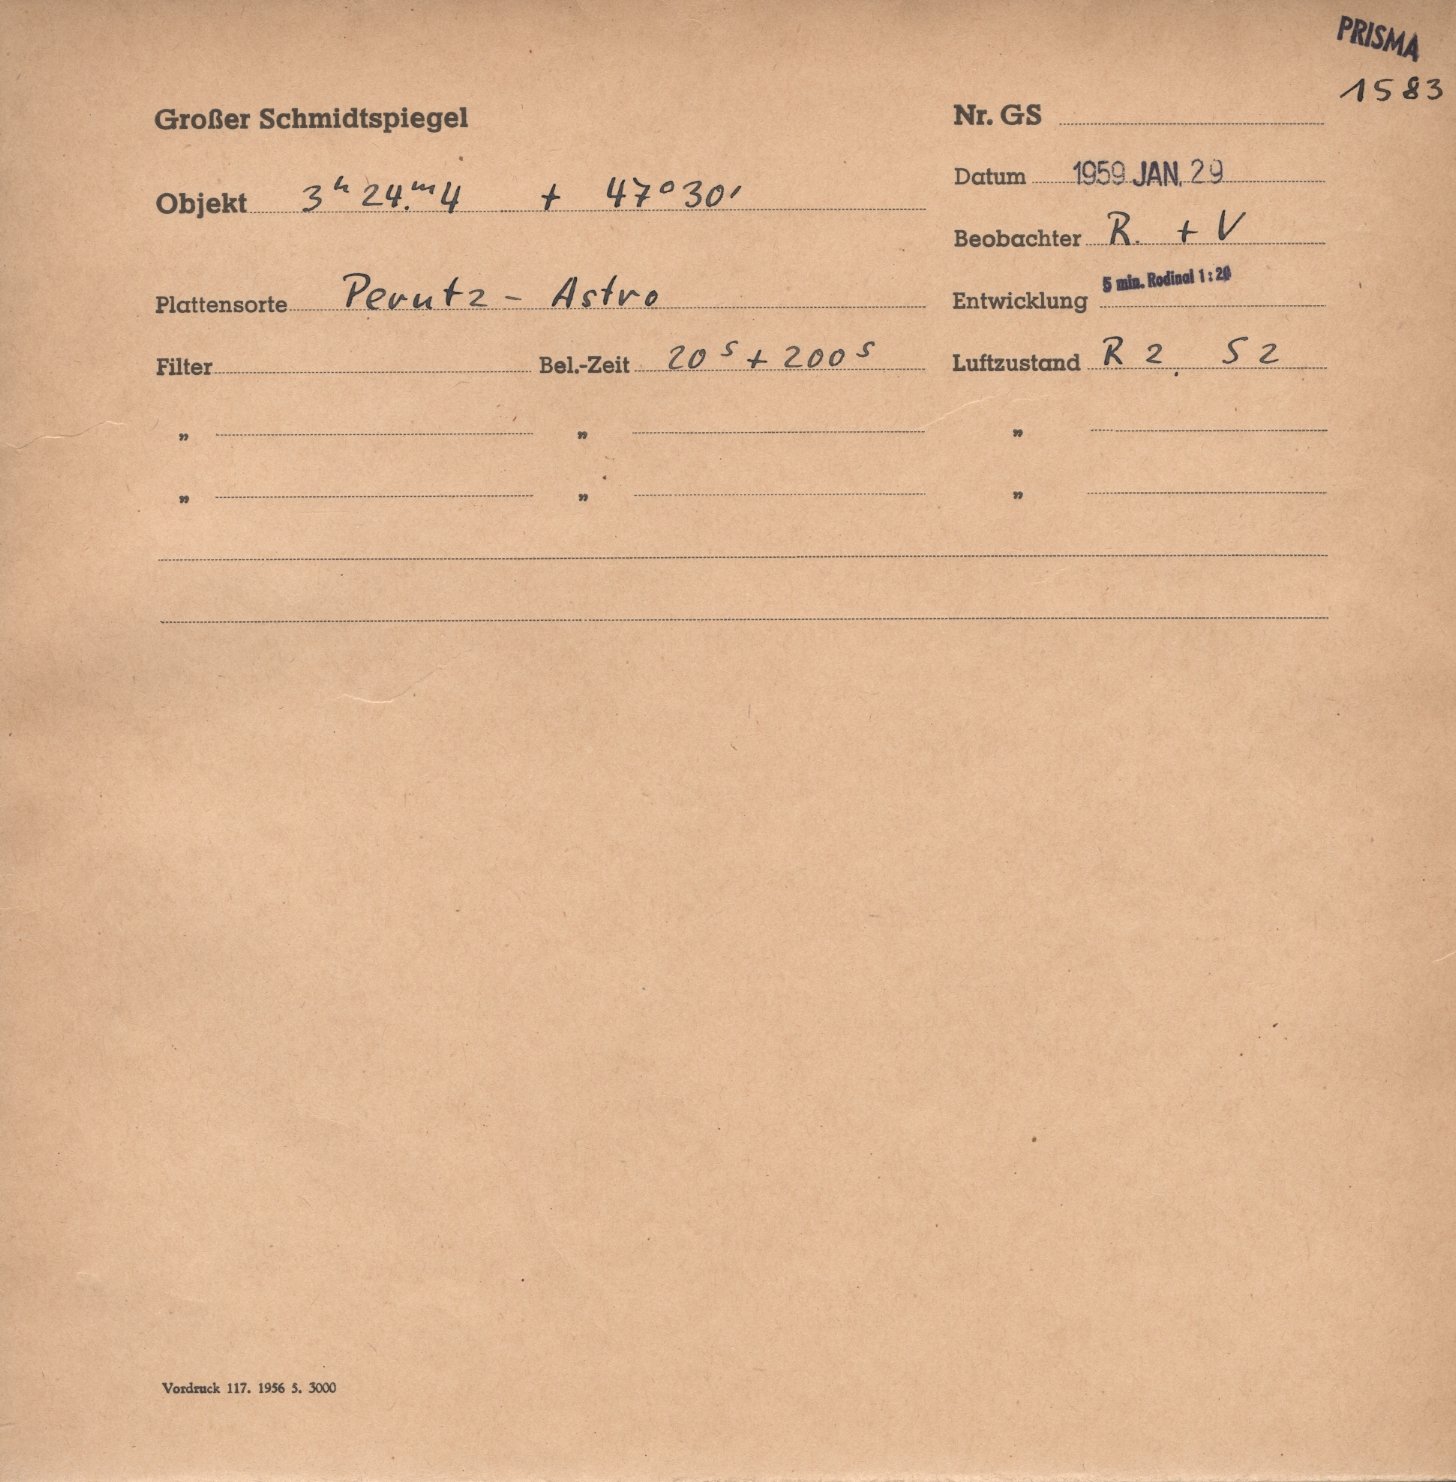 PRISMA
1583
Großer Schmidtspiegel Nr. GS
Datum 1959 JAN. 29
Objekt 3ʰ 24.ᵐ4 + 47° 30′
Beobachter R. + V
Plattensorte Perutz - Astro Entwicklung 5 min. Rodinal 1:20
Filter Bel.-Zeit 20ˢ + 200ˢ Luftzustand R 2, S 2
„ „ „
„ „ „
Vordruck 117. 1956 5. 3000